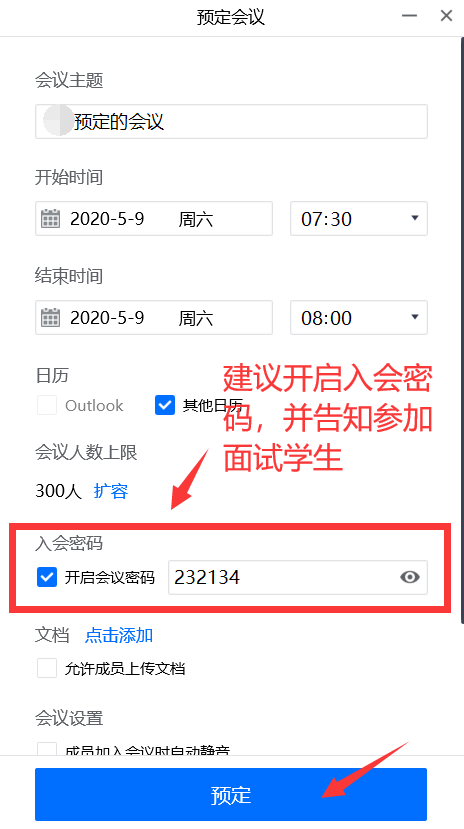 预定会议
会议主题
预定的会议
开始时间
2020-5-9 周六 07:30
结束时间
2020-5-9 周六 08:00
日历
Outlook 其他日历
建议开启入会密
码，并告知参加
面试学生
会议人数上限
300人 扩容
入会密码
开启会议密码 232134
文档 点击添加
允许成员上传文档
会议设置
成员加入会议时自动静音
预定